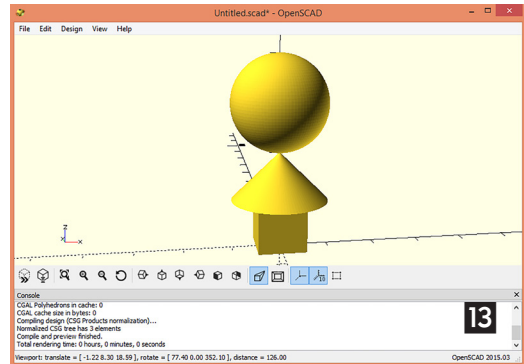 Untitled.scad* - OpenSCAD
File Edit Design View Help
z
x
Console
CGAL Polyhedrons in cache: 0
CGAL cache size in bytes: 0
Compiling design (CSG Products normalization)...
Normalized CSG tree has 3 elements
Compile and preview finished.
Total rendering time: 0 hours, 0 minutes, 0 seconds
13
Viewport: translate = [ -1.22 8.30 18.59 ], rotate = [ 77.40 0.00 352.10 ], distance = 126.00
OpenSCAD 2015.03